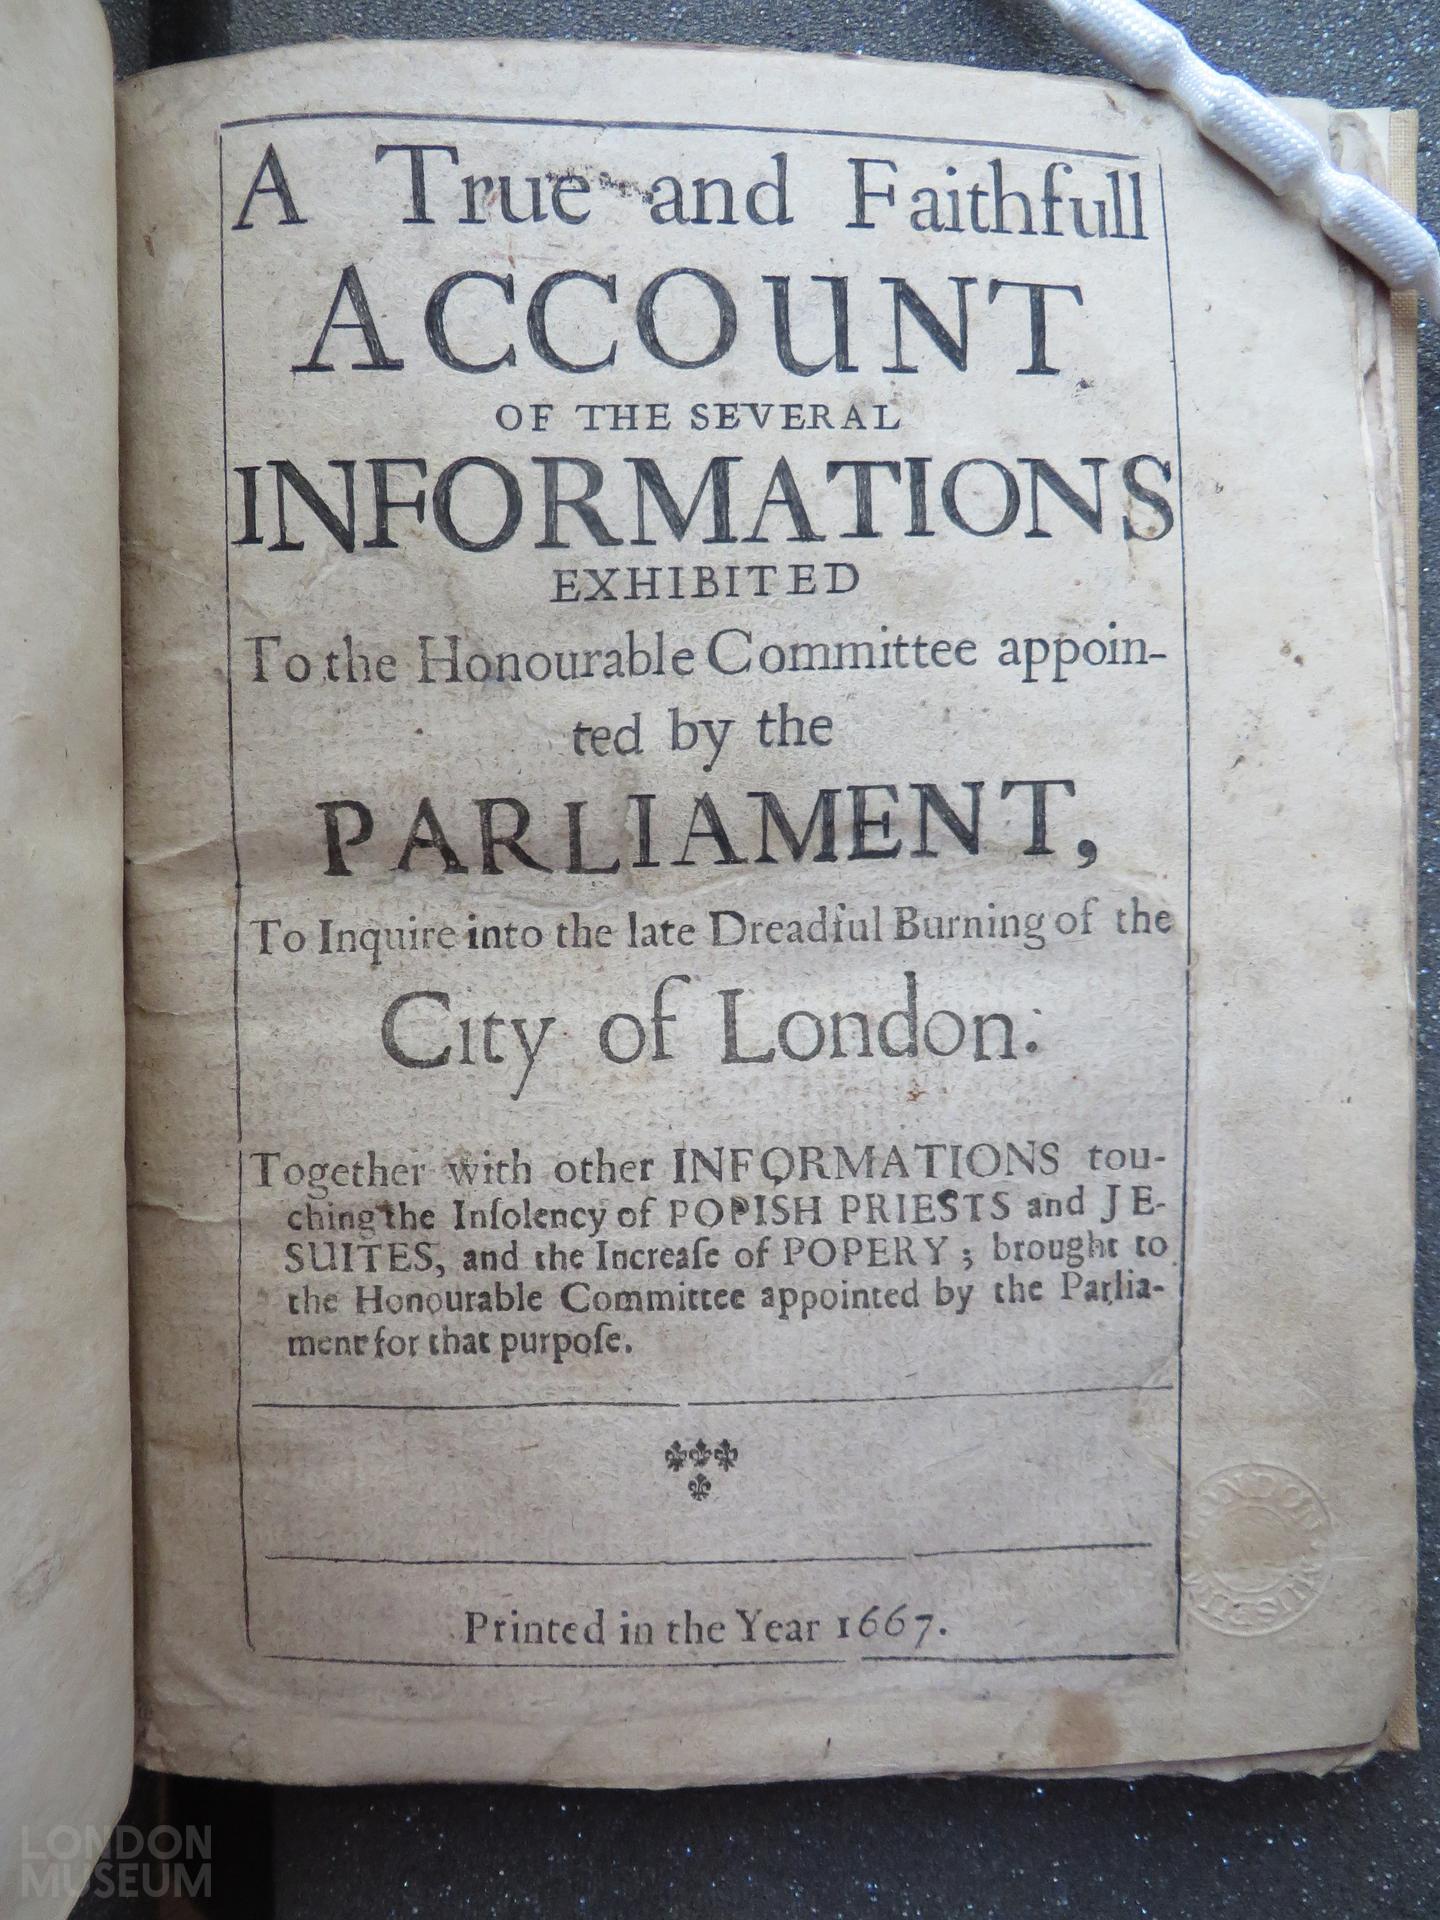 A True and Faithfull
ACCOUNT
OF THE SEVERAL
INFORMATIONS
EXHIBITED
To the Honourable Committee appoin-
ted by the
PARLIAMENT,
To Inquire into the late Dreadful Burning of the
City of London:
Together with other INFORMATIONS tou-
ching the Inſolency of POPISH PRIESTS and JE-
SUITES, and the Increaſe of POPERY; brought to
the Honourable Committee appointed by the Parlia-
ment for that purpoſe.
Printed in the Year 1667.
LONDON
MUSEUM
LONDON
MUSEUM